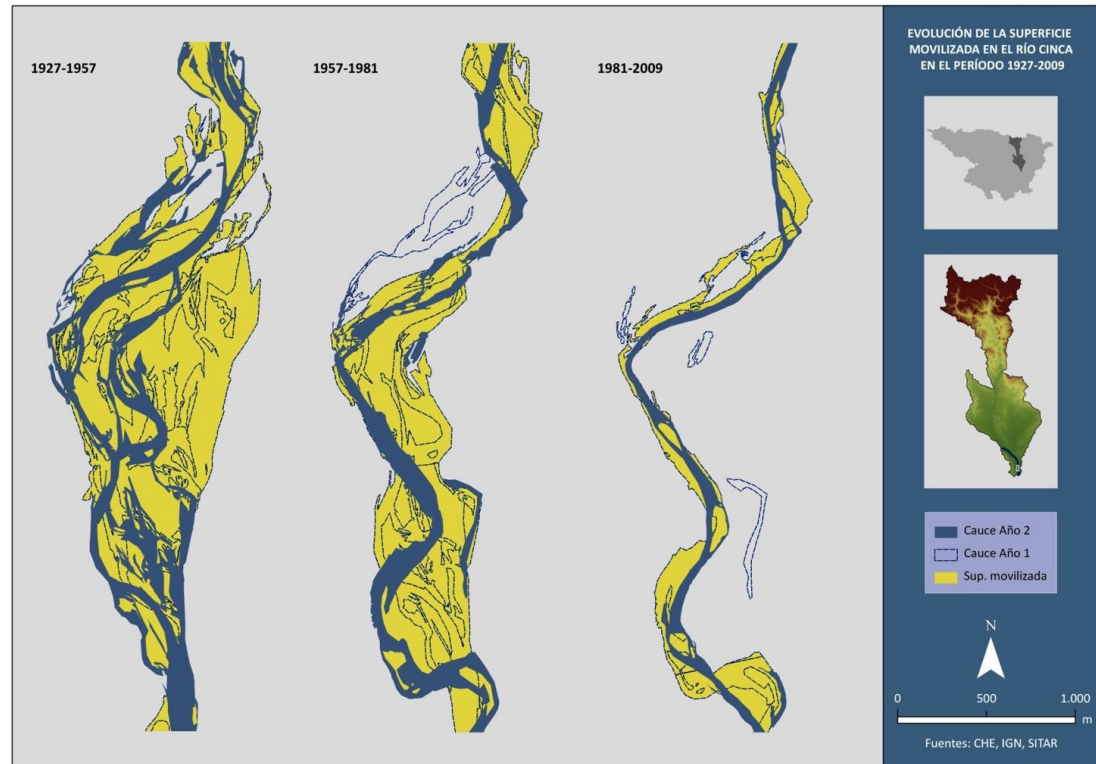 EVOLUCIÓN DE LA SUPERFICIE
MOVILIZADA EN EL RÍO CINCA
EN EL PERÍODO 1927-2009
1927-1957
1957-1981
1981-2009
Cauce Año 2
Cauce Año 1
Sup. movilizada
N
0 500 1.000
m
Fuentes: CHE, IGN, SITAR